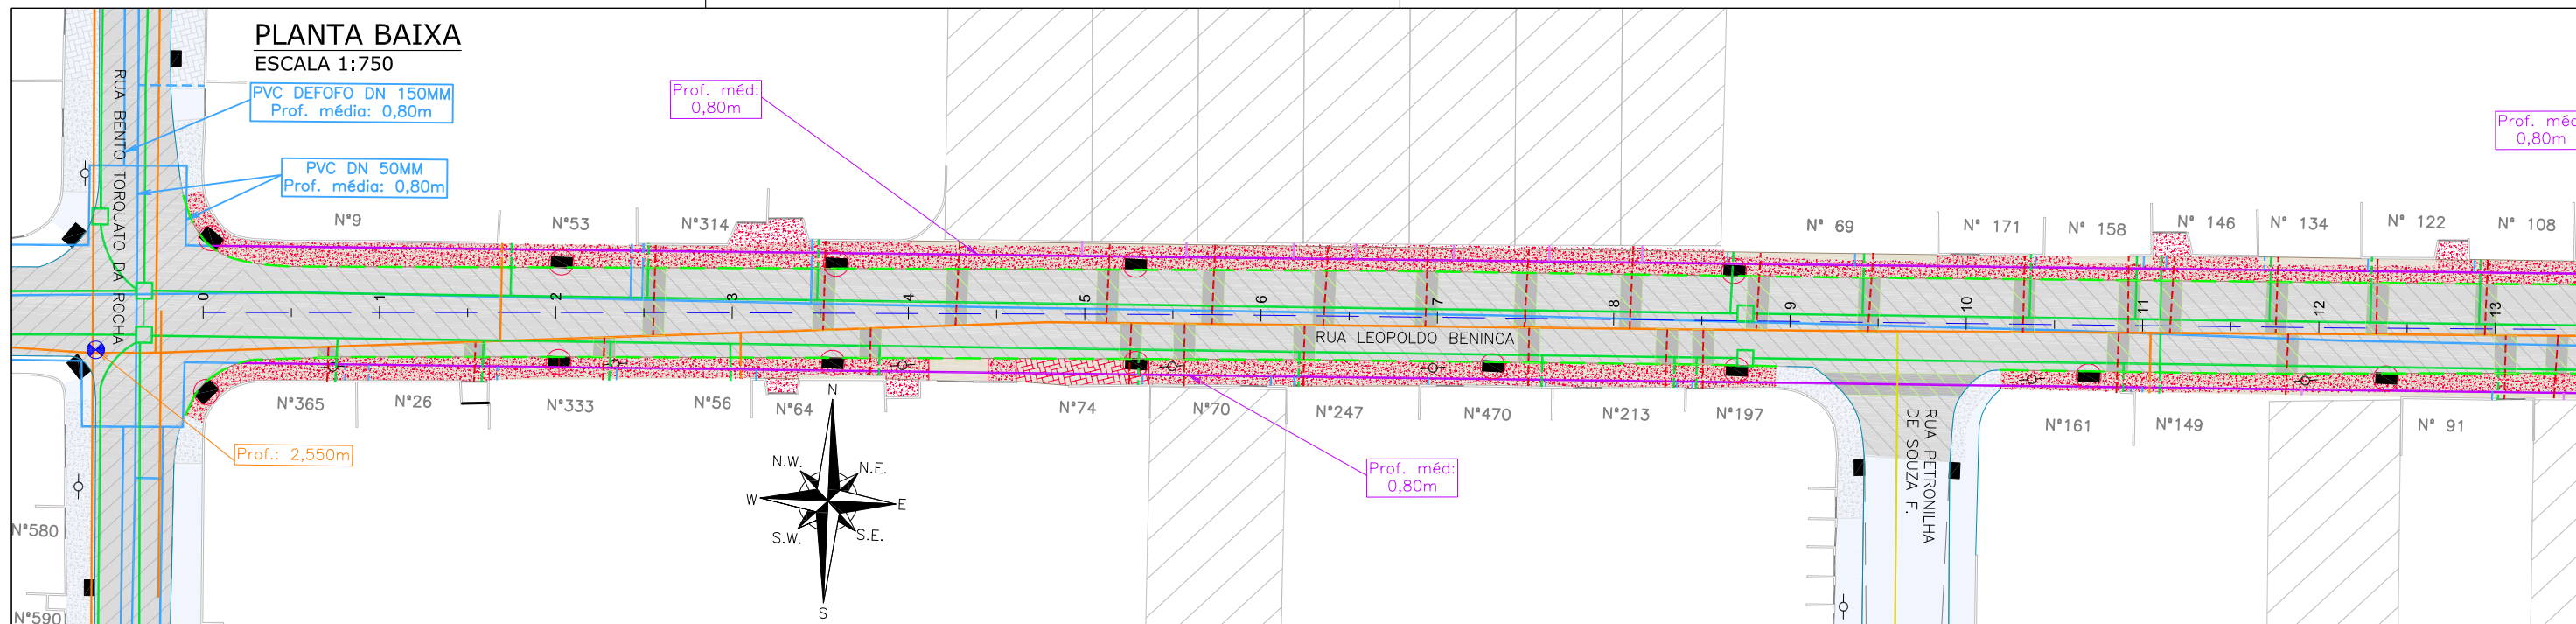 PLANTA BAIXA
ESCALA 1:750
RUA BENTO TORQUATO DA ROCHA
PVC DEFOFO DN 150MM
Prof. média: 0,80m
PVC DN 50MM
Prof. média: 0,80m
Prof. méd:
0,80m
Prof. méd
0,80m
N°9
N°53
N°314
N° 69
N° 171
N° 158
N° 146
N° 134
N° 122
N° 108
0
1
2
3
4
5
6
7
8
9
10
11
12
13
RUA LEOPOLDO BENINCA
N°365
N°26
N°333
N°56
N°64
N°74
N°70
N°247
N°470
N°213
N°197
N°161
N°149
N° 91
RUA PETRONILHA
DE SOUZA F.
Prof.: 2,550m
Prof. méd:
0,80m
N
N.W.
N.E.
W
E
S.W.
S.E.
S
N°580
N°590